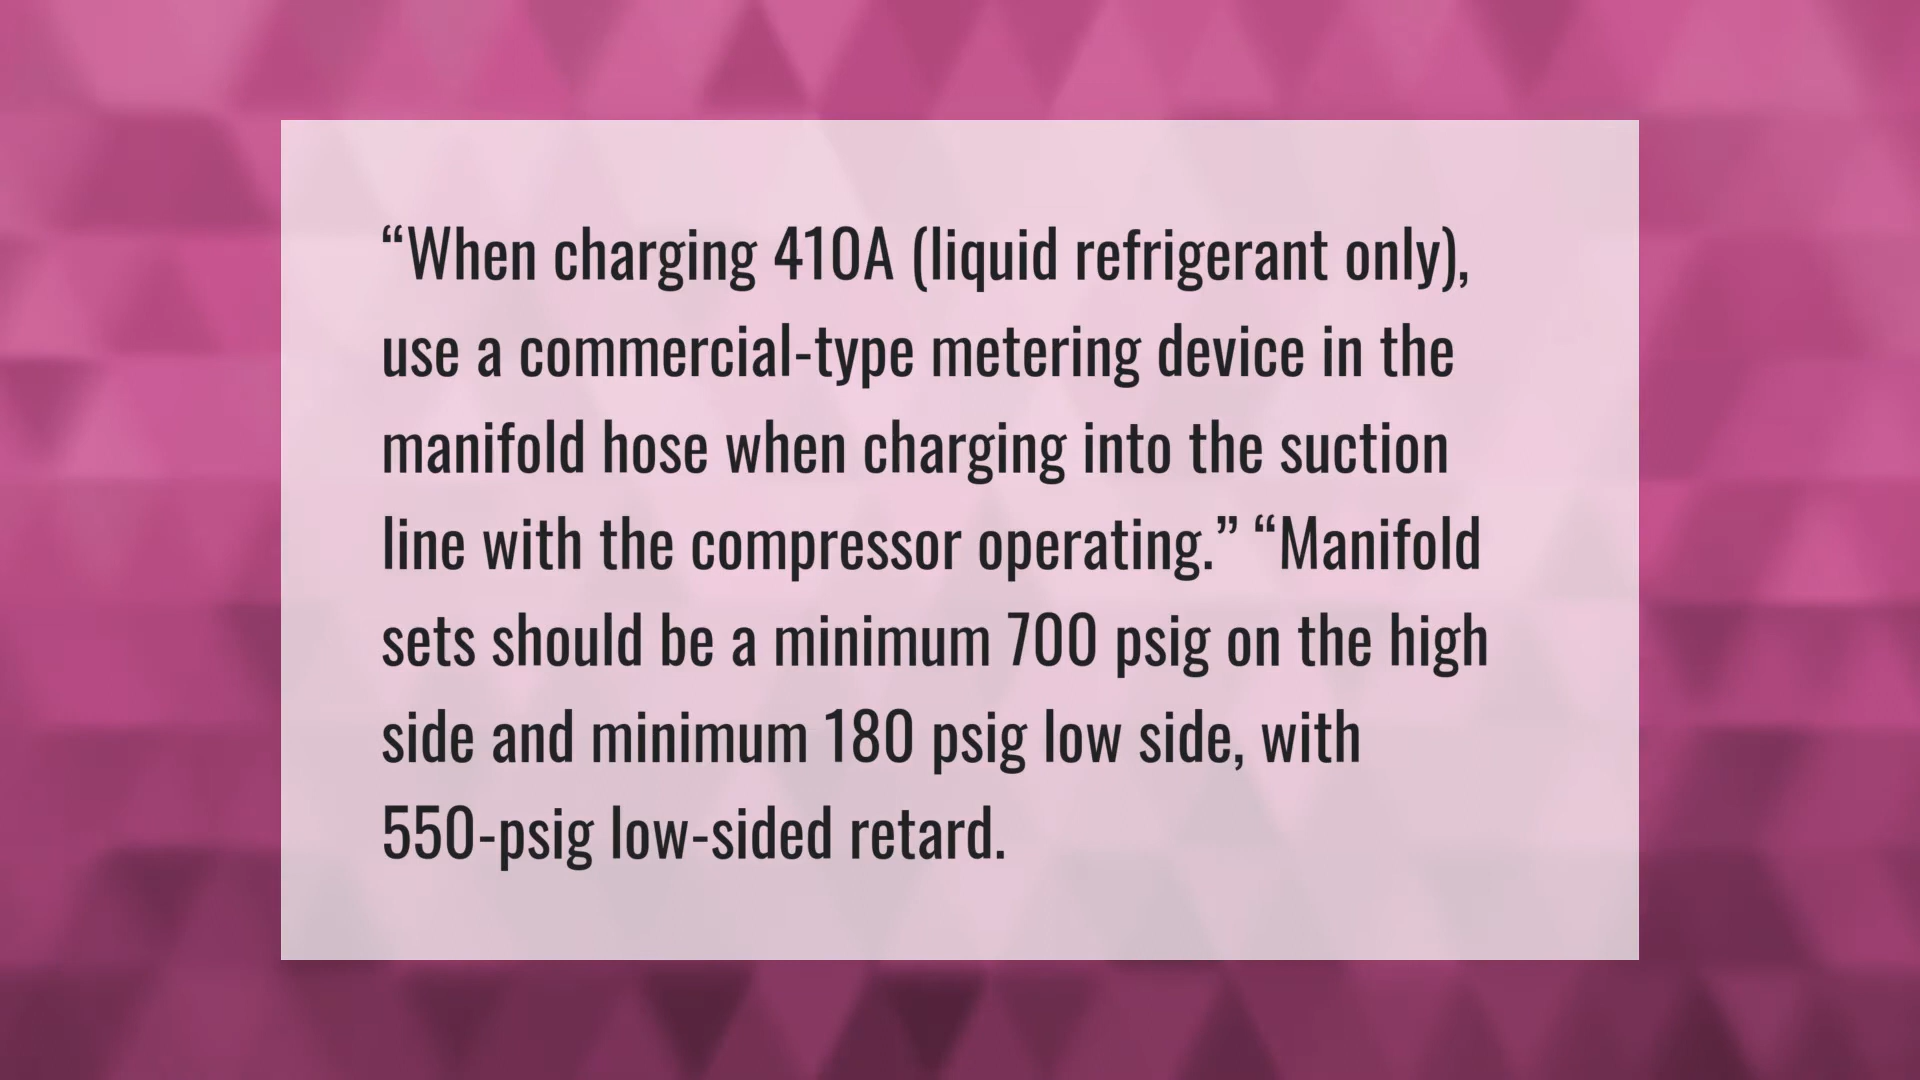 “When charging 410A (liquid refrigerant only),
use a commercial-type metering device in the
manifold hose when charging into the suction
line with the compressor operating.” “Manifold
sets should be a minimum 700 psig on the high
side and minimum 180 psig low side, with
550-psig low-sided retard.